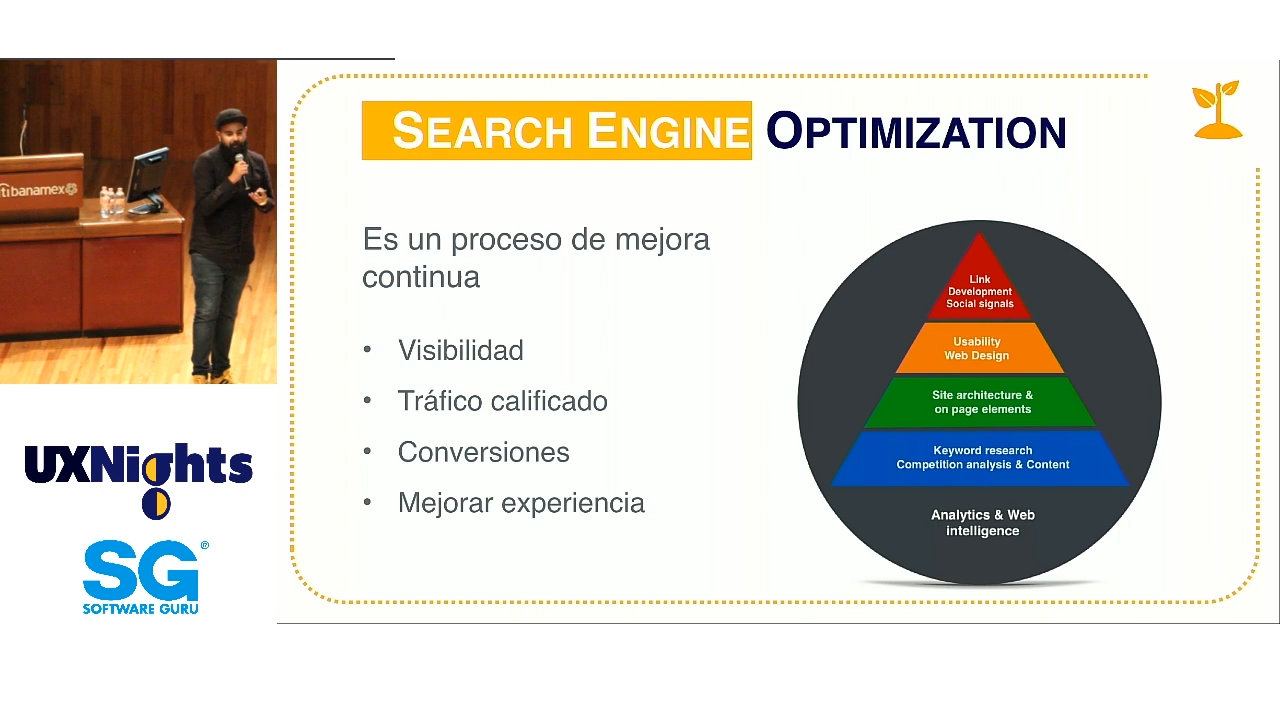 SEARCH ENGINE OPTIMIZATION
Es un proceso de mejora
continua
• Visibilidad
• Tráfico calificado
• Conversiones
• Mejorar experiencia
Link
Development
Social signals
Usability
Web Design
Site architecture &
on page elements
Keyword research
Competition analysis & Content
Analytics & Web
intelligence
tibanamex
UXNights
SG®
SOFTWARE GURU